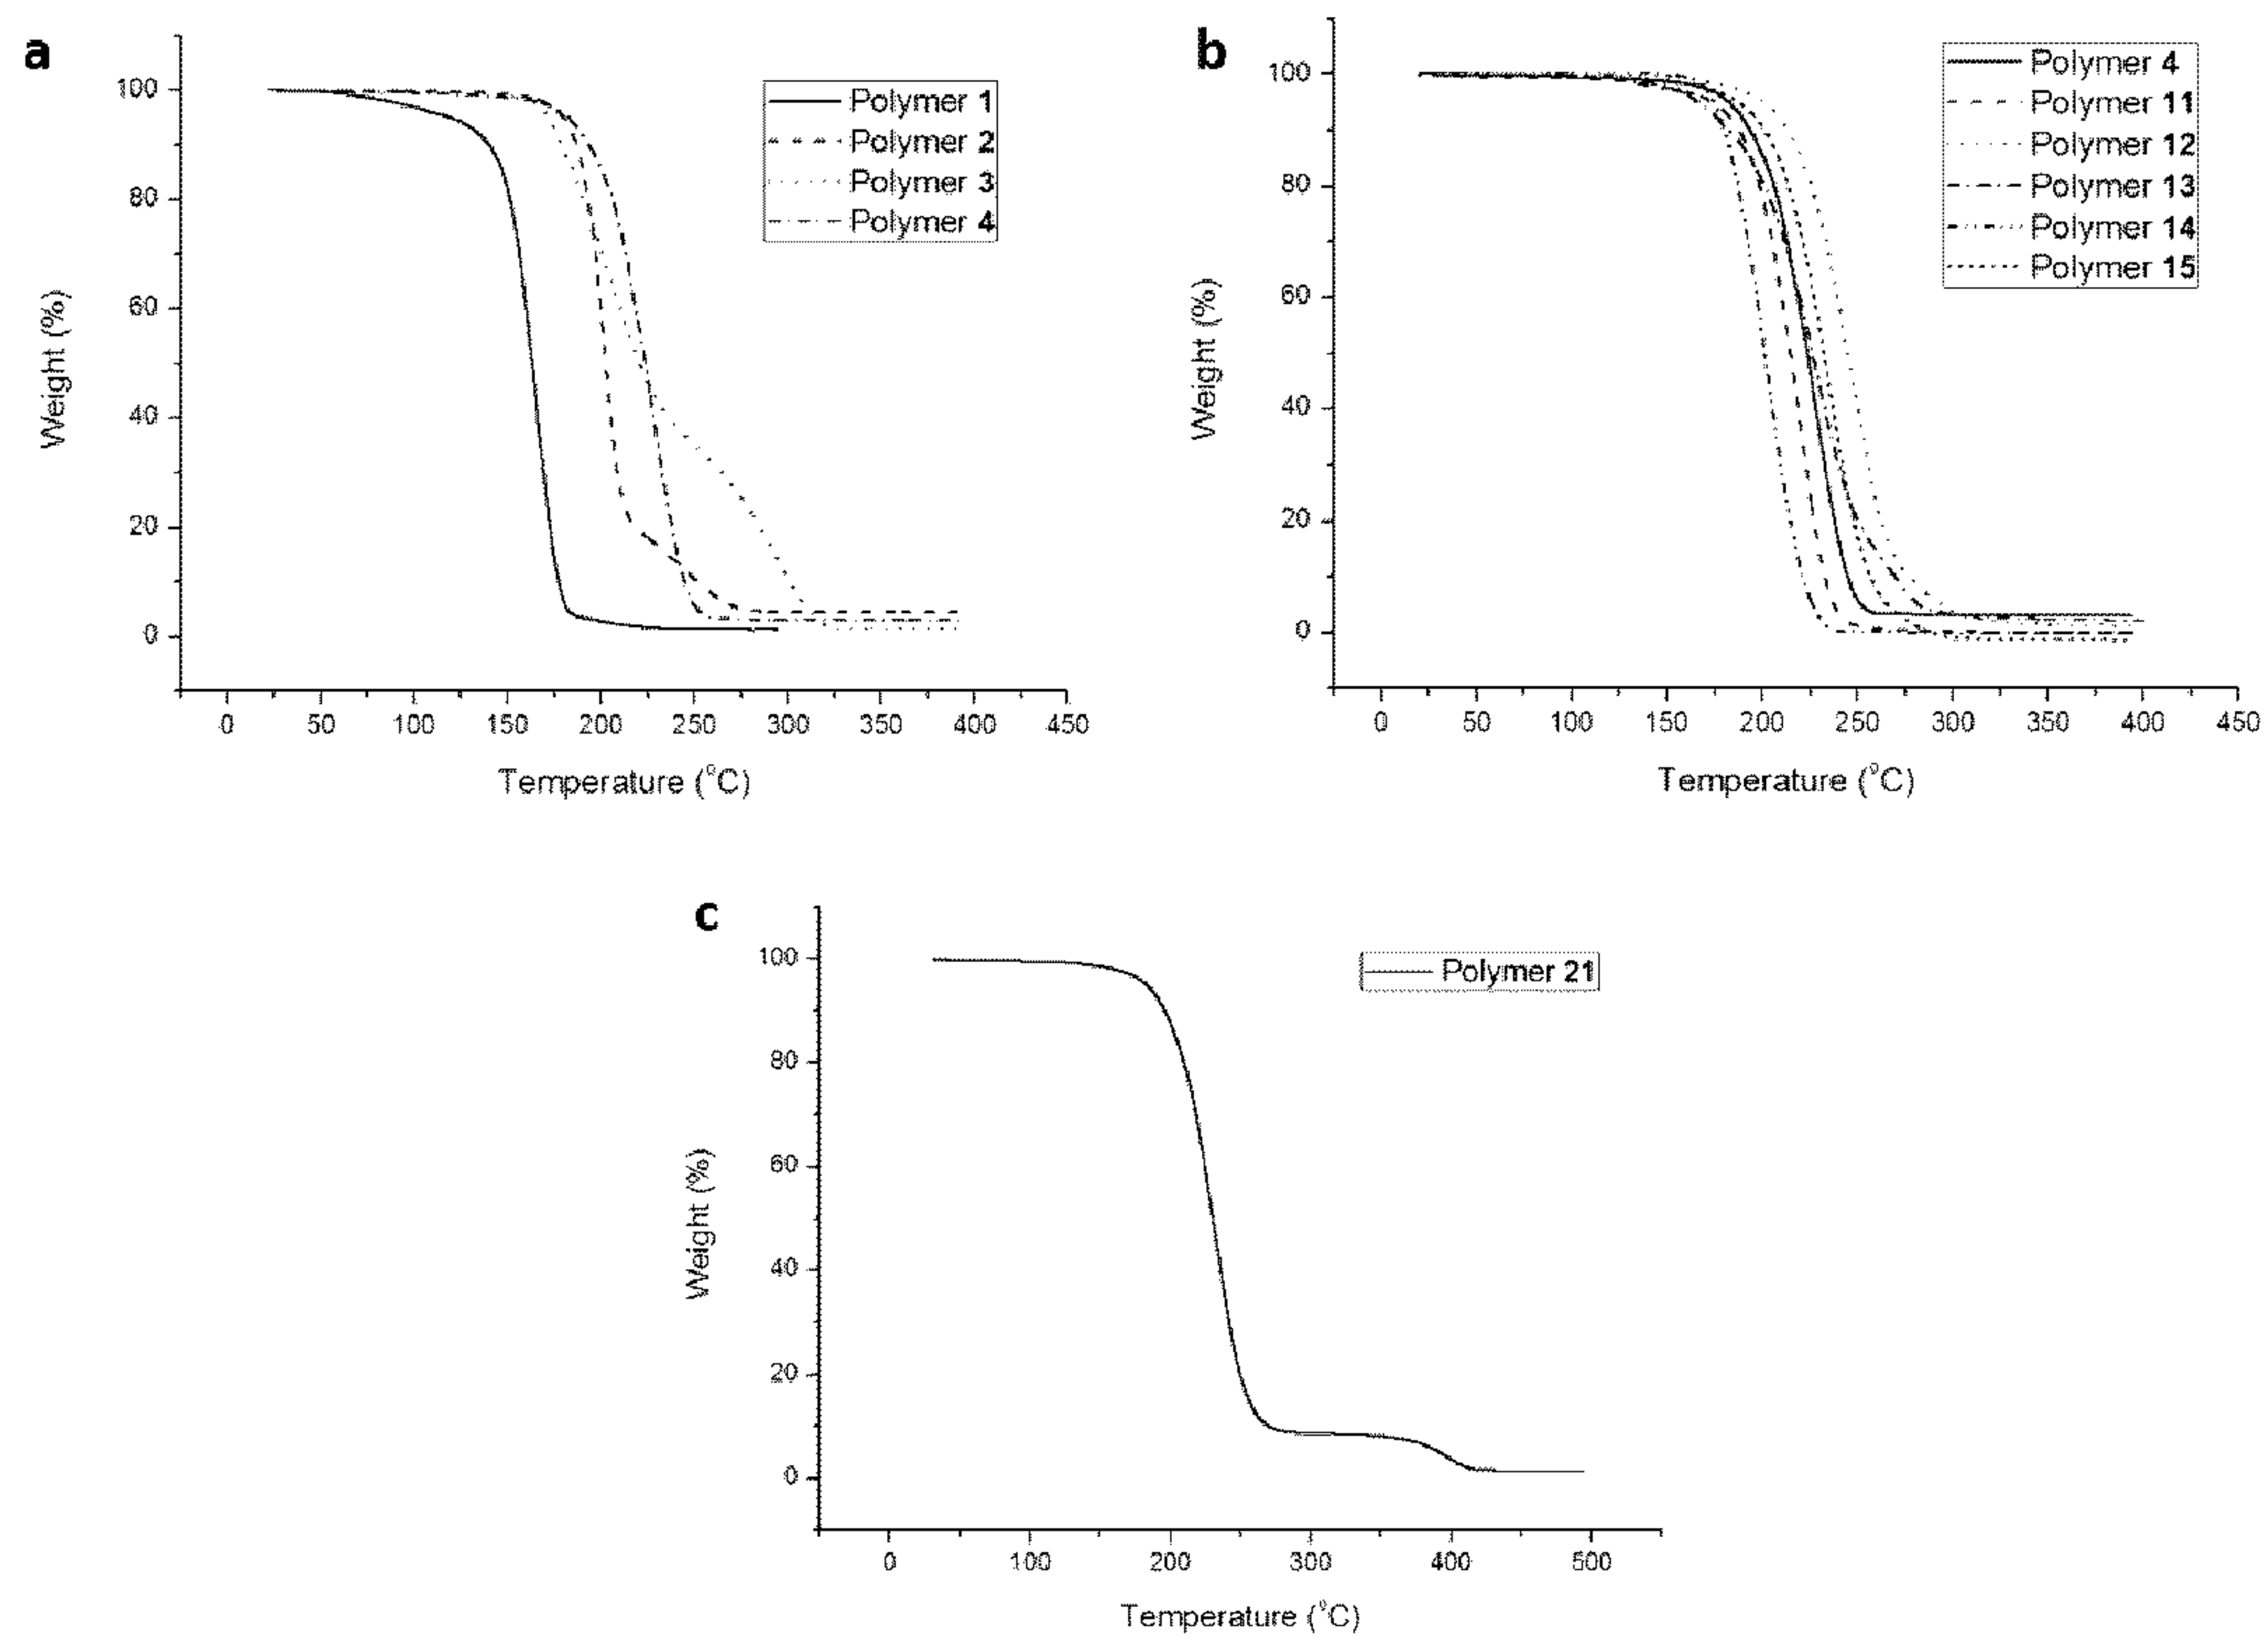 a
100
80
60
40
20
0
Weight (%)
0 50 100 150 200 250 300 350 400 450
Temperature (°C)
Polymer 1
Polymer 2
Polymer 3
Polymer 4
b
100
80
60
40
20
0
Weight (%)
0 50 100 150 200 250 300 350 400 450
Temperature (°C)
Polymer 4
Polymer 11
Polymer 12
Polymer 13
Polymer 14
Polymer 15
c
100
80
60
40
20
0
Weight (%)
0 100 200 300 400 500
Temperature (°C)
Polymer 21